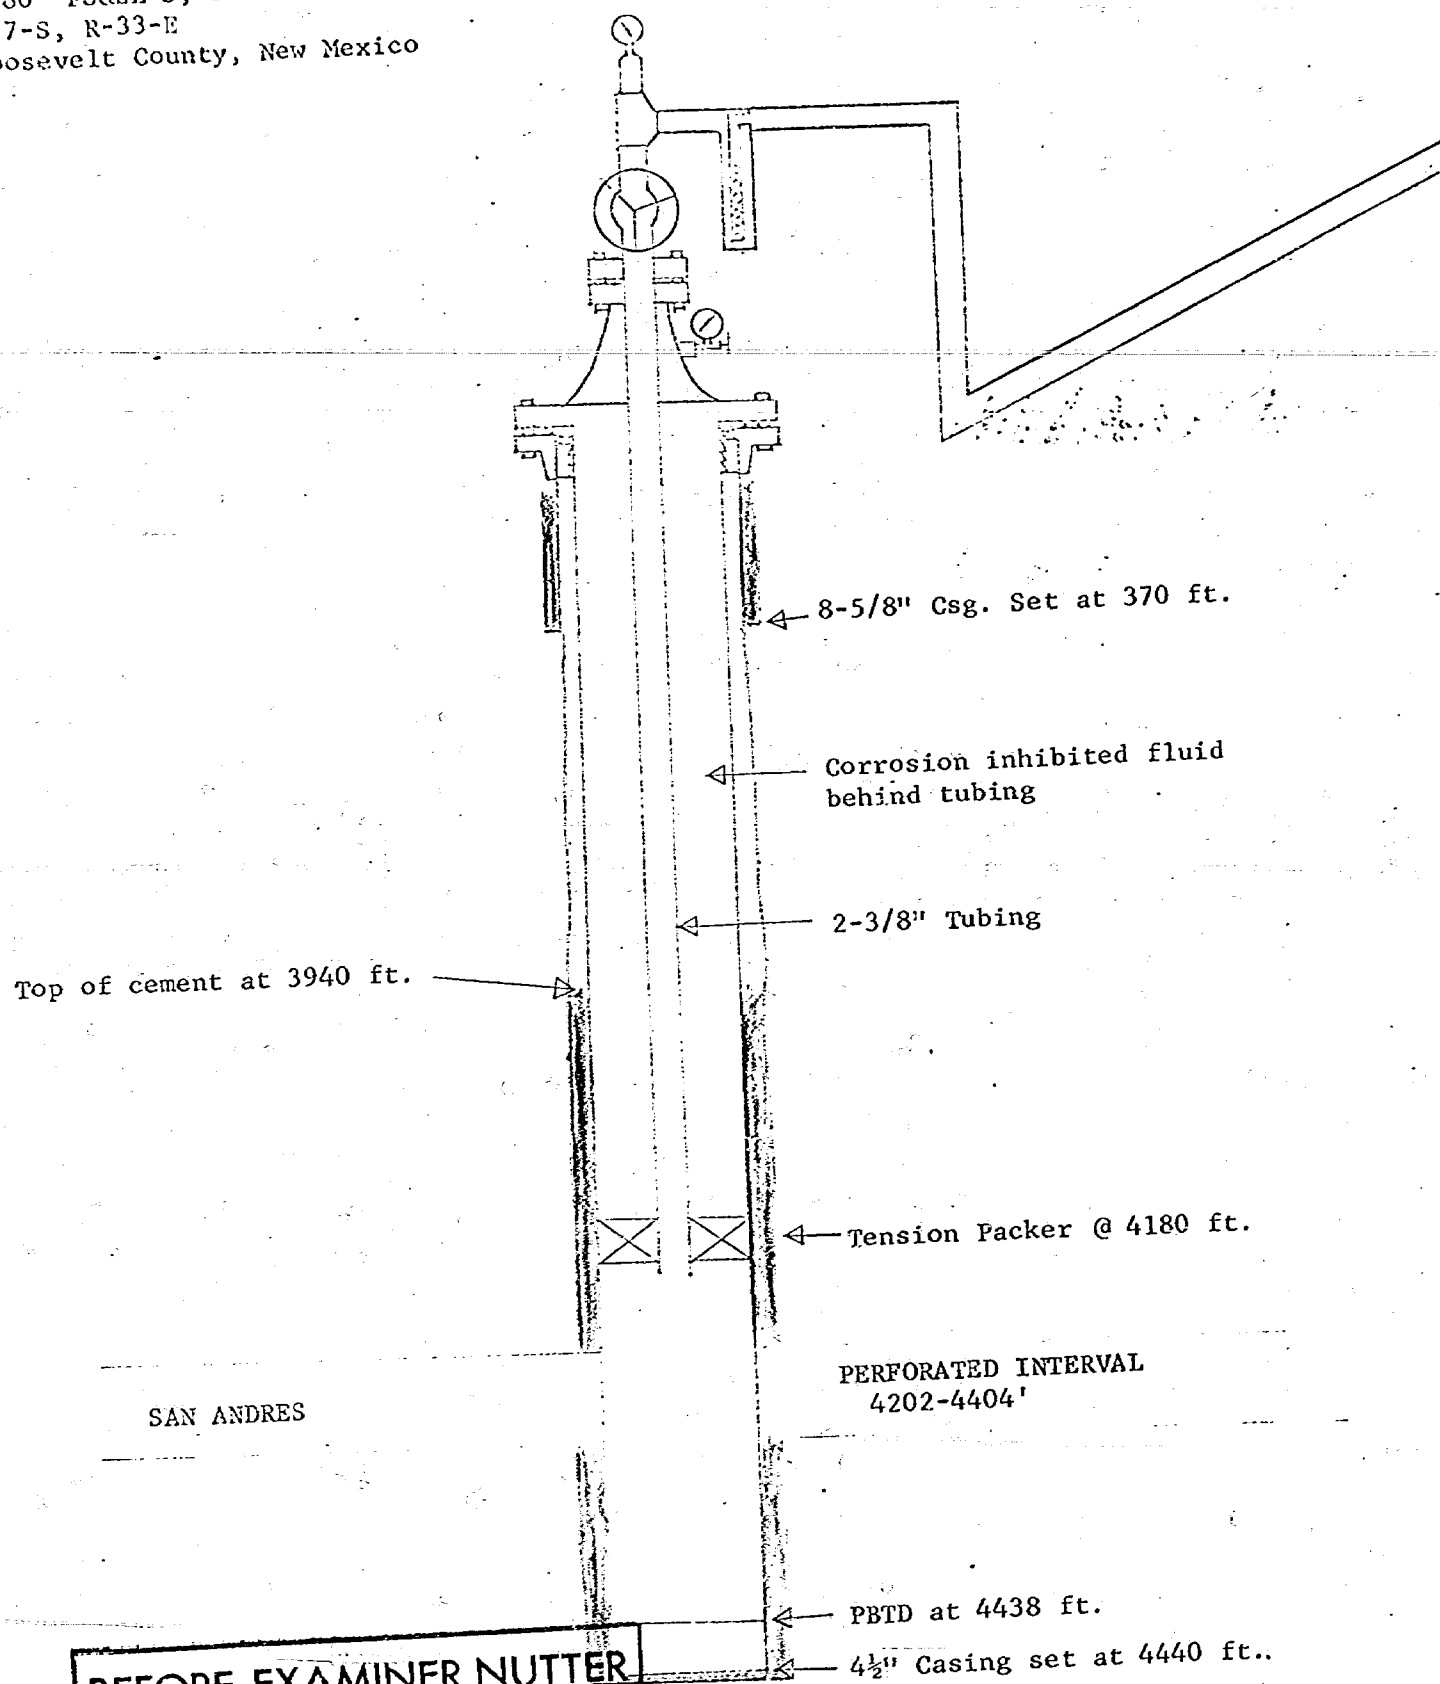 7-S, R-33-E
Roosevelt County, New Mexico
8-5/8" Csg. Set at 370 ft.
Corrosion inhibited fluid
behind tubing
2-3/8" Tubing
Top of cement at 3940 ft.
Tension Packer @ 4180 ft.
PERFORATED INTERVAL
4202-4404'
SAN ANDRES
PBTD at 4438 ft.
4½" Casing set at 4440 ft..
BEFORE EXAMINER NUTTER